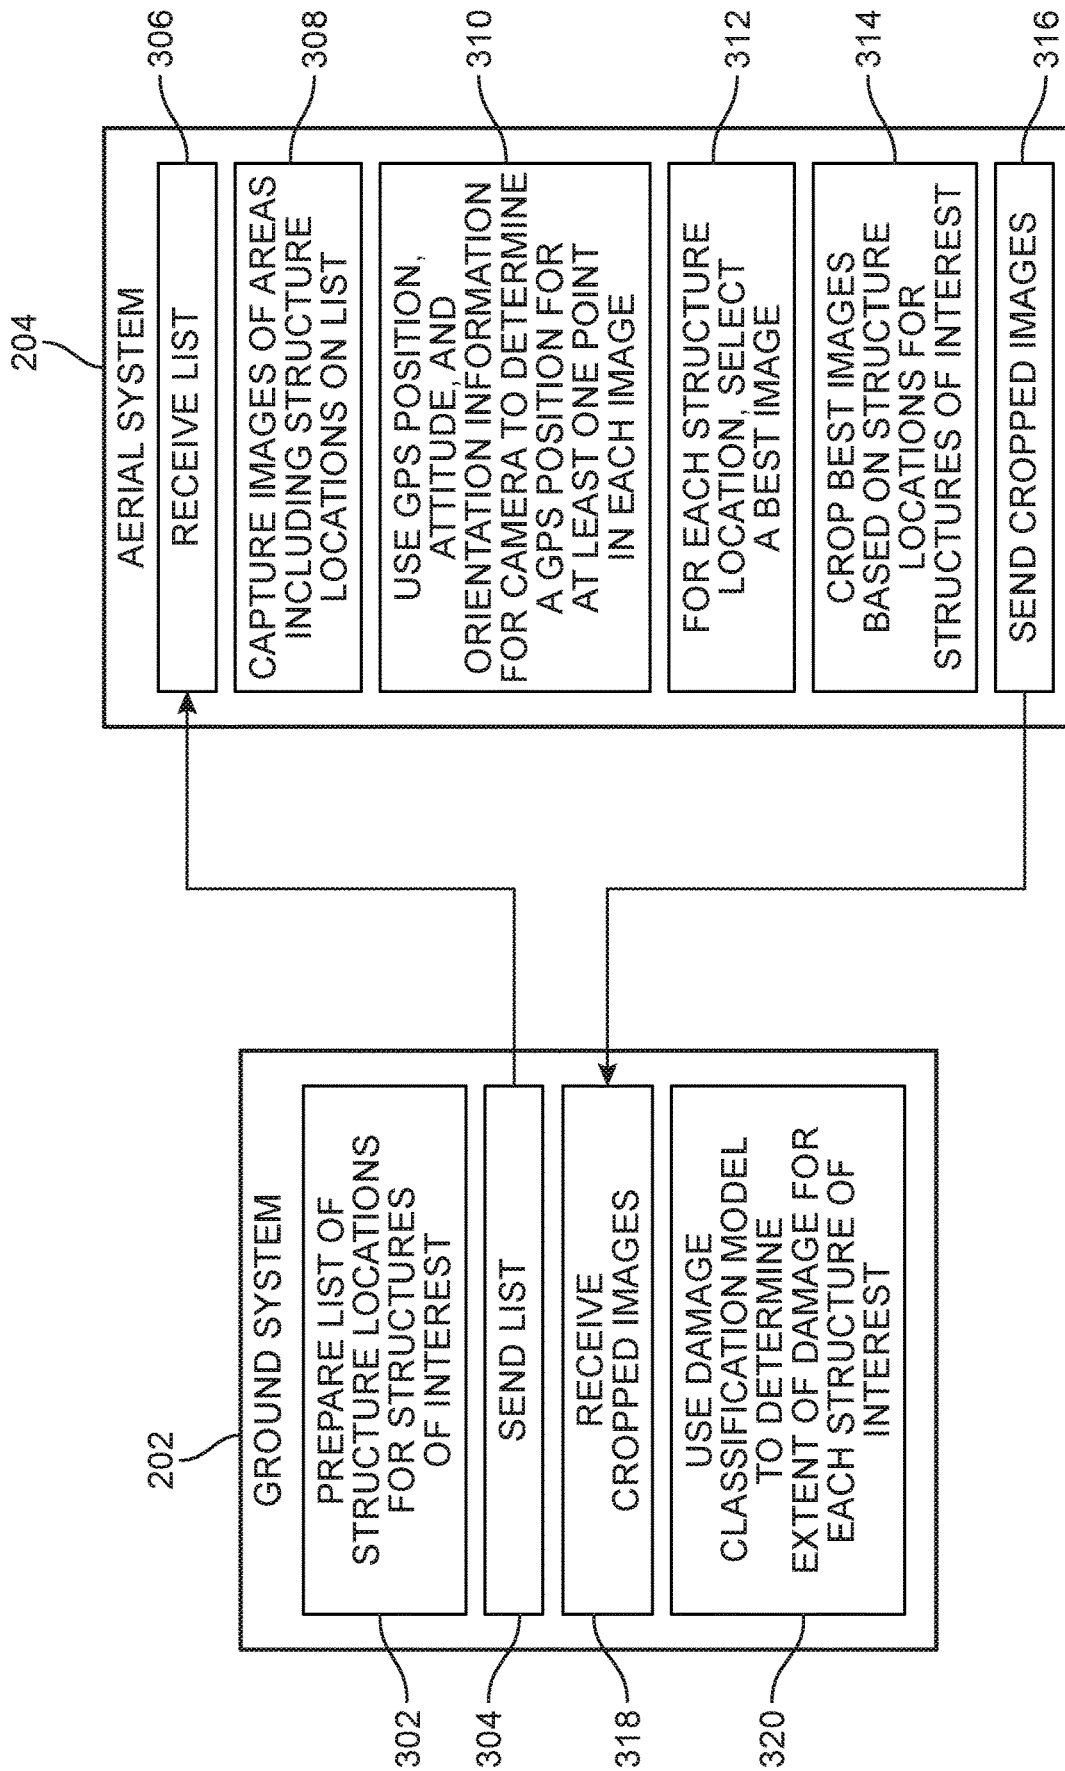 202
GROUND SYSTEM
302
PREPARE LIST OF
STRUCTURE LOCATIONS
FOR STRUCTURES
OF INTEREST
304
SEND LIST
318
RECEIVE
CROPPED IMAGES
320
USE DAMAGE
CLASSIFICATION MODEL
TO DETERMINE
EXTENT OF DAMAGE FOR
EACH STRUCTURE OF
INTEREST
204
AERIAL SYSTEM
RECEIVE LIST
306
CAPTURE IMAGES OF AREAS
INCLUDING STRUCTURE
LOCATIONS ON LIST
308
USE GPS POSITION,
ATTITUDE, AND
ORIENTATION INFORMATION
FOR CAMERA TO DETERMINE
A GPS POSITION FOR
AT LEAST ONE POINT
IN EACH IMAGE
310
FOR EACH STRUCTURE
LOCATION, SELECT
A BEST IMAGE
312
CROP BEST IMAGES
BASED ON STRUCTURE
LOCATIONS FOR
STRUCTURES OF INTEREST
314
SEND CROPPED IMAGES
316